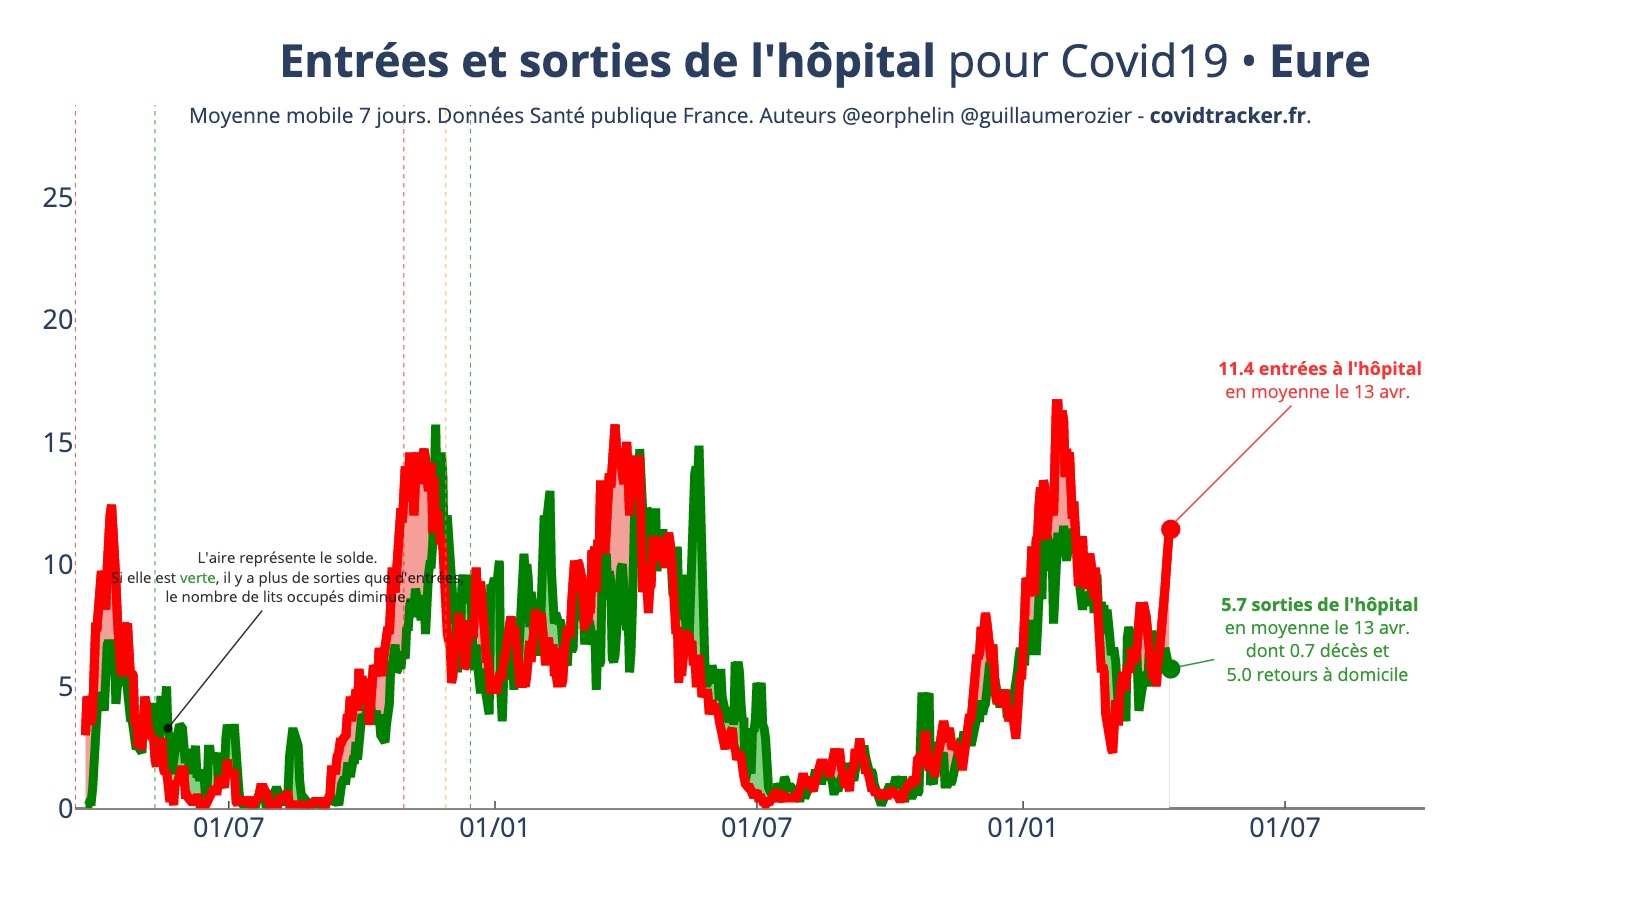 Entrées et sorties de l'hôpital pour Covid19 • Eure
Moyenne mobile 7 jours. Données Santé publique France. Auteurs @eorphelin @guillaumerozier - covidtracker.fr.
25
20
15
10
5
0
L'aire représente le solde.
Si elle est verte, il y a plus de sorties que d'entrées,
le nombre de lits occupés diminue.
11.4 entrées à l'hôpital
en moyenne le 13 avr.
5.7 sorties de l'hôpital
en moyenne le 13 avr.
dont 0.7 décès et
5.0 retours à domicile
01/07
01/01
01/07
01/01
01/07